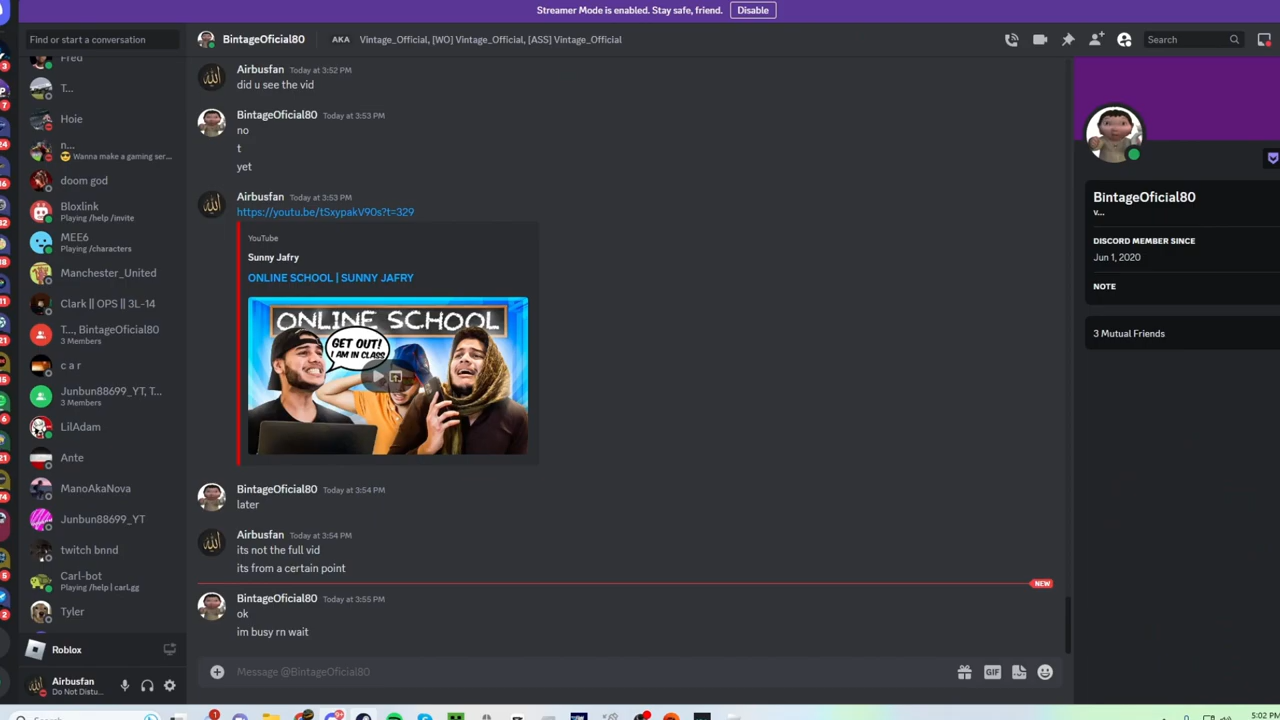 Streamer Mode is enabled. Stay safe, friend. Disable
Find or start a conversation
BintageOficial80 AKA Vintage_Official, [WO] Vintage_Official, [ASS] Vintage_Official
Search
Fred
T...
Hoie
n...
😎 Wanna make a gaming ser...
doom god
Bloxlink
Playing /help /invite
MEE6
Playing /characters
Manchester_United
Clark || OPS || 3L-14
T..., BintageOficial80
3 Members
c a r
Junbun88699_YT, T...
3 Members
LilAdam
Ante
ManoAkaNova
Junbun88699_YT
twitch bnnd
Carl-bot
Playing /help | carl.gg
Tyler
Roblox
Airbusfan
Do Not Distu...
Airbusfan Today at 3:52 PM
did u see the vid
BintageOficial80 Today at 3:53 PM
no
t
yet
Airbusfan Today at 3:53 PM
https://youtu.be/tSxypakV90s?t=329
YouTube
Sunny Jafry
ONLINE SCHOOL | SUNNY JAFRY
ONLINE SCHOOL
GET OUT!
I AM IN CLASS
BintageOficial80 Today at 3:54 PM
later
Airbusfan Today at 3:54 PM
its not the full vid
its from a certain point
NEW
BintageOficial80 Today at 3:55 PM
ok
im busy rn wait
Message @BintageOficial80
GIF
BintageOficial80
v...
DISCORD MEMBER SINCE
Jun 1, 2020
NOTE
3 Mutual Friends
5:02 PM